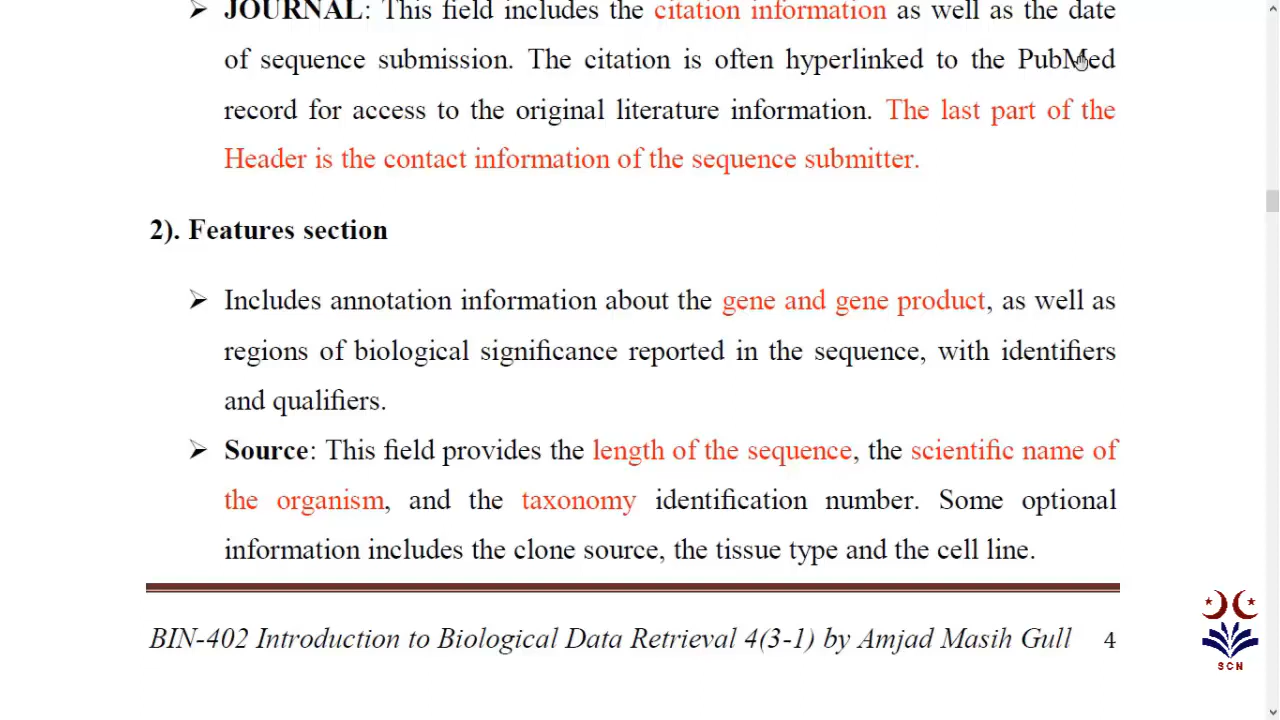 ➢ JOURNAL: This field includes the citation information as well as the date
of sequence submission. The citation is often hyperlinked to the PubMed
record for access to the original literature information. The last part of the
Header is the contact information of the sequence submitter.
2). Features section
➢ Includes annotation information about the gene and gene product, as well as
regions of biological significance reported in the sequence, with identifiers
and qualifiers.
➢ Source: This field provides the length of the sequence, the scientific name of
the organism, and the taxonomy identification number. Some optional
information includes the clone source, the tissue type and the cell line.
BIN-402 Introduction to Biological Data Retrieval 4(3-1) by Amjad Masih Gull 4
SCN